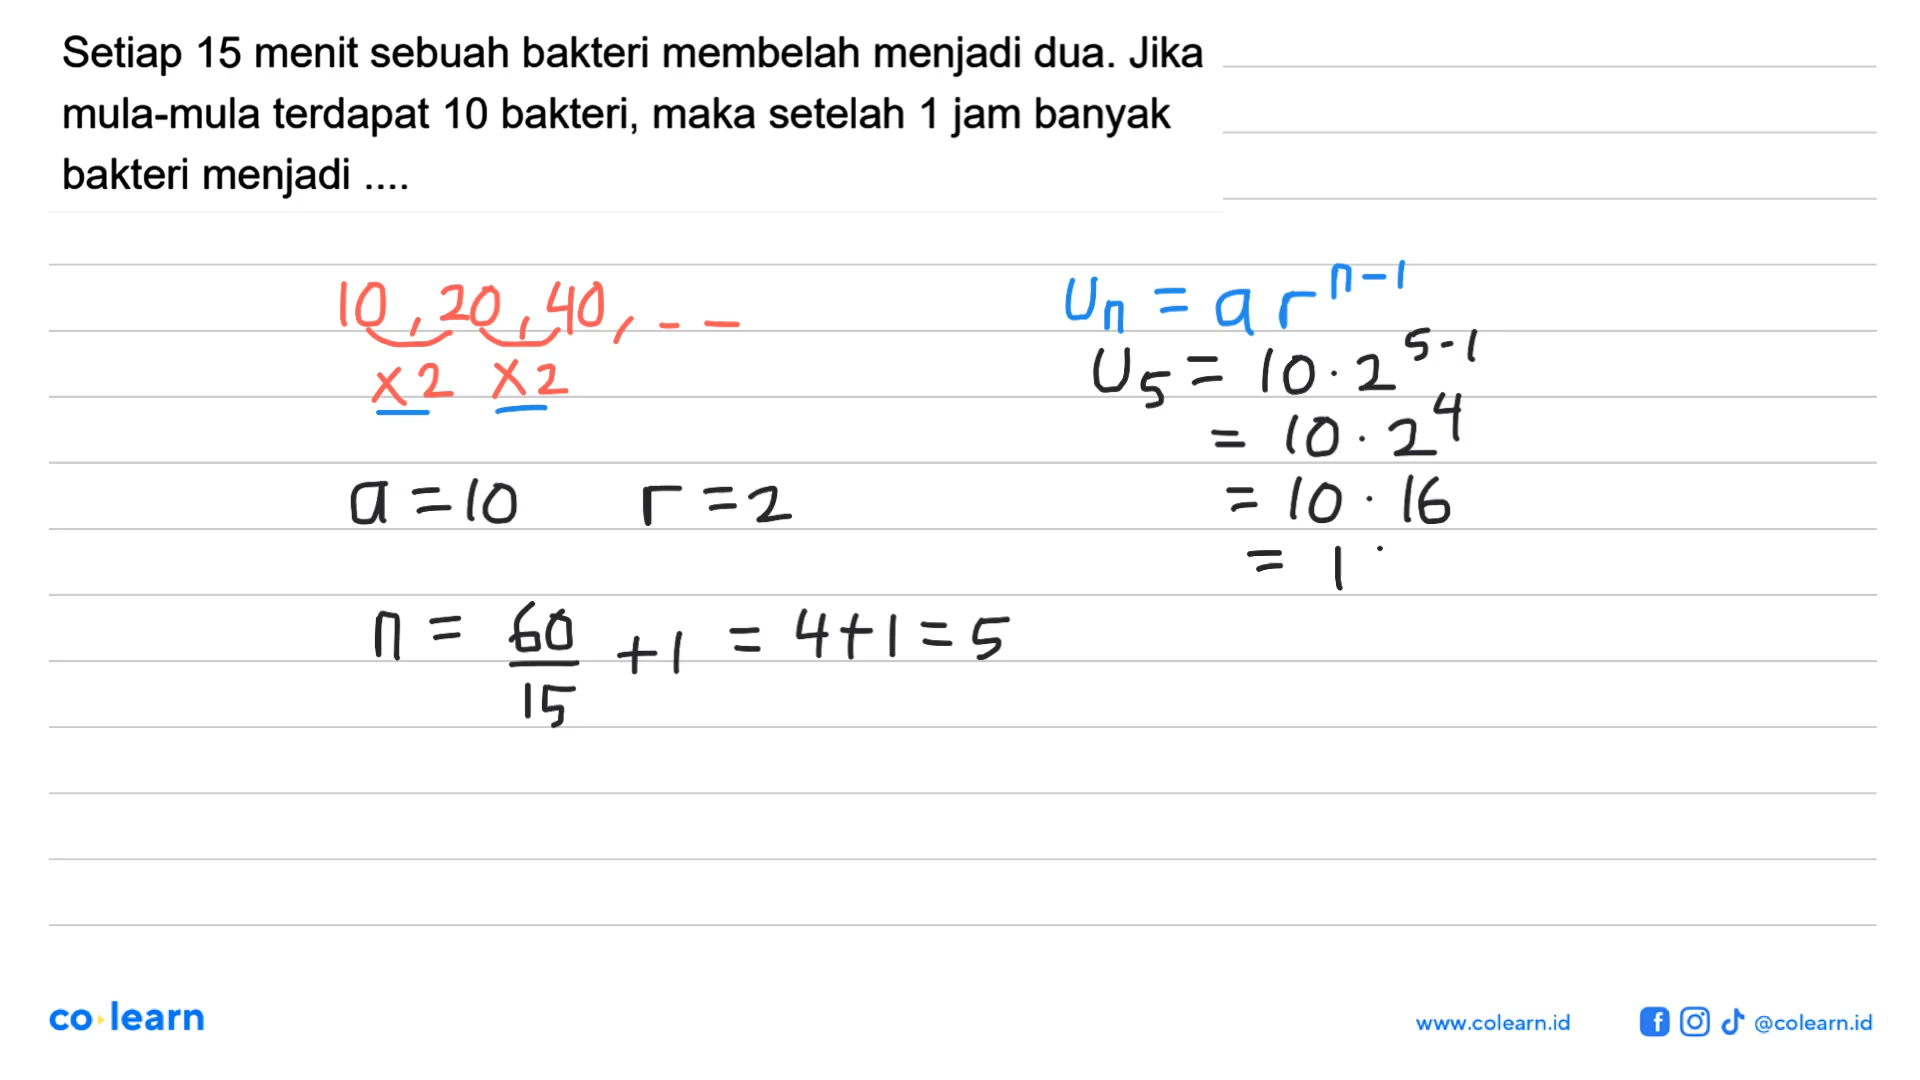 Setiap 15 menit sebuah bakteri membelah menjadi dua. Jika
mula-mula terdapat 10 bakteri, maka setelah 1 jam banyak
bakteri menjadi ....
10, 20, 40, - -
×2 ×2
a = 10 r = 2
n = 60/15 + 1 = 4+1 = 5
Un = a r^(n-1)
U5 = 10 · 2^(5-1)
= 10 · 2^4
= 10 · 16
= 1
co learn
www.colearn.id
@colearn.id